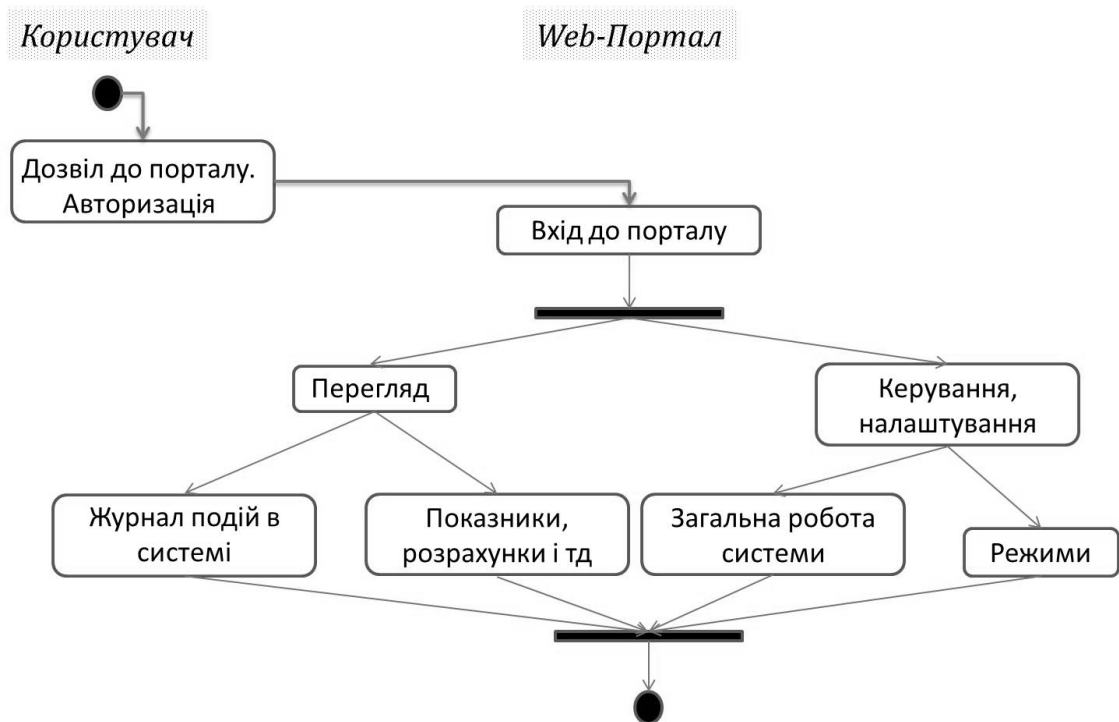 Користувач
Web-Портал
Дозвіл до порталу.
Авторизація
Вхід до порталу
Перегляд
Керування,
налаштування
Журнал подій в
системі
Показники,
розрахунки і тд
Загальна робота
системи
Режими